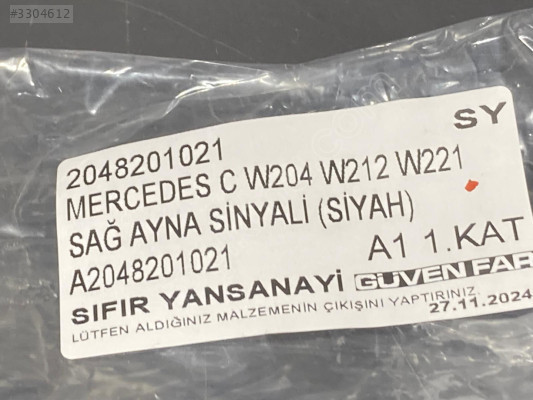 #3304612
SY
2048201021
MERCEDES C W204 W212 W221
SAĞ AYNA SİNYALİ (SİYAH)
A2048201021
A1 1.KAT
SIFIR YANSANAYİ GÜVEN FAR
LÜTFEN ALDIĞINIZ MALZEMENİN ÇIKIŞINI YAPTIRINIZ.
27.11.2024